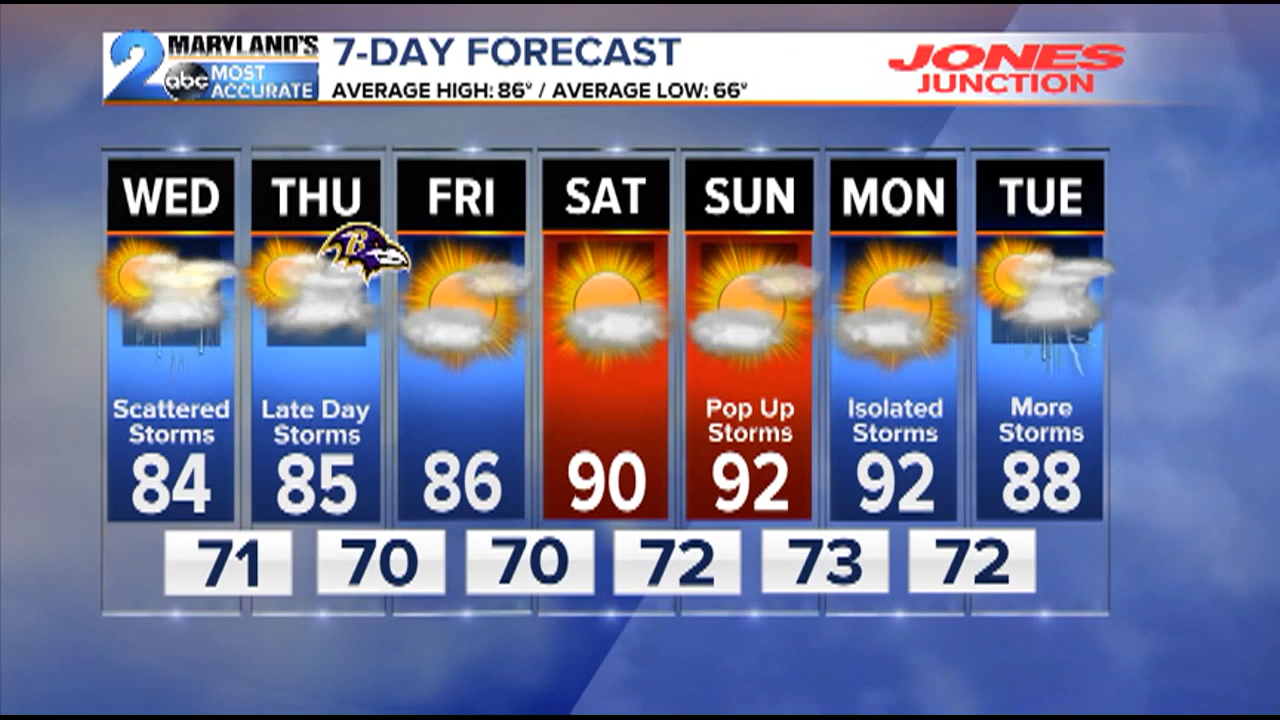 2 MARYLAND'S
abc MOST
ACCURATE
7-DAY FORECAST
AVERAGE HIGH: 86° / AVERAGE LOW: 66°
JONES
JUNCTION
WED THU FRI SAT SUN MON TUE
B
Scattered Storms
Late Day Storms
Pop Up Storms
Isolated Storms
More Storms
84 85 86 90 92 92 88
71 70 70 72 73 72